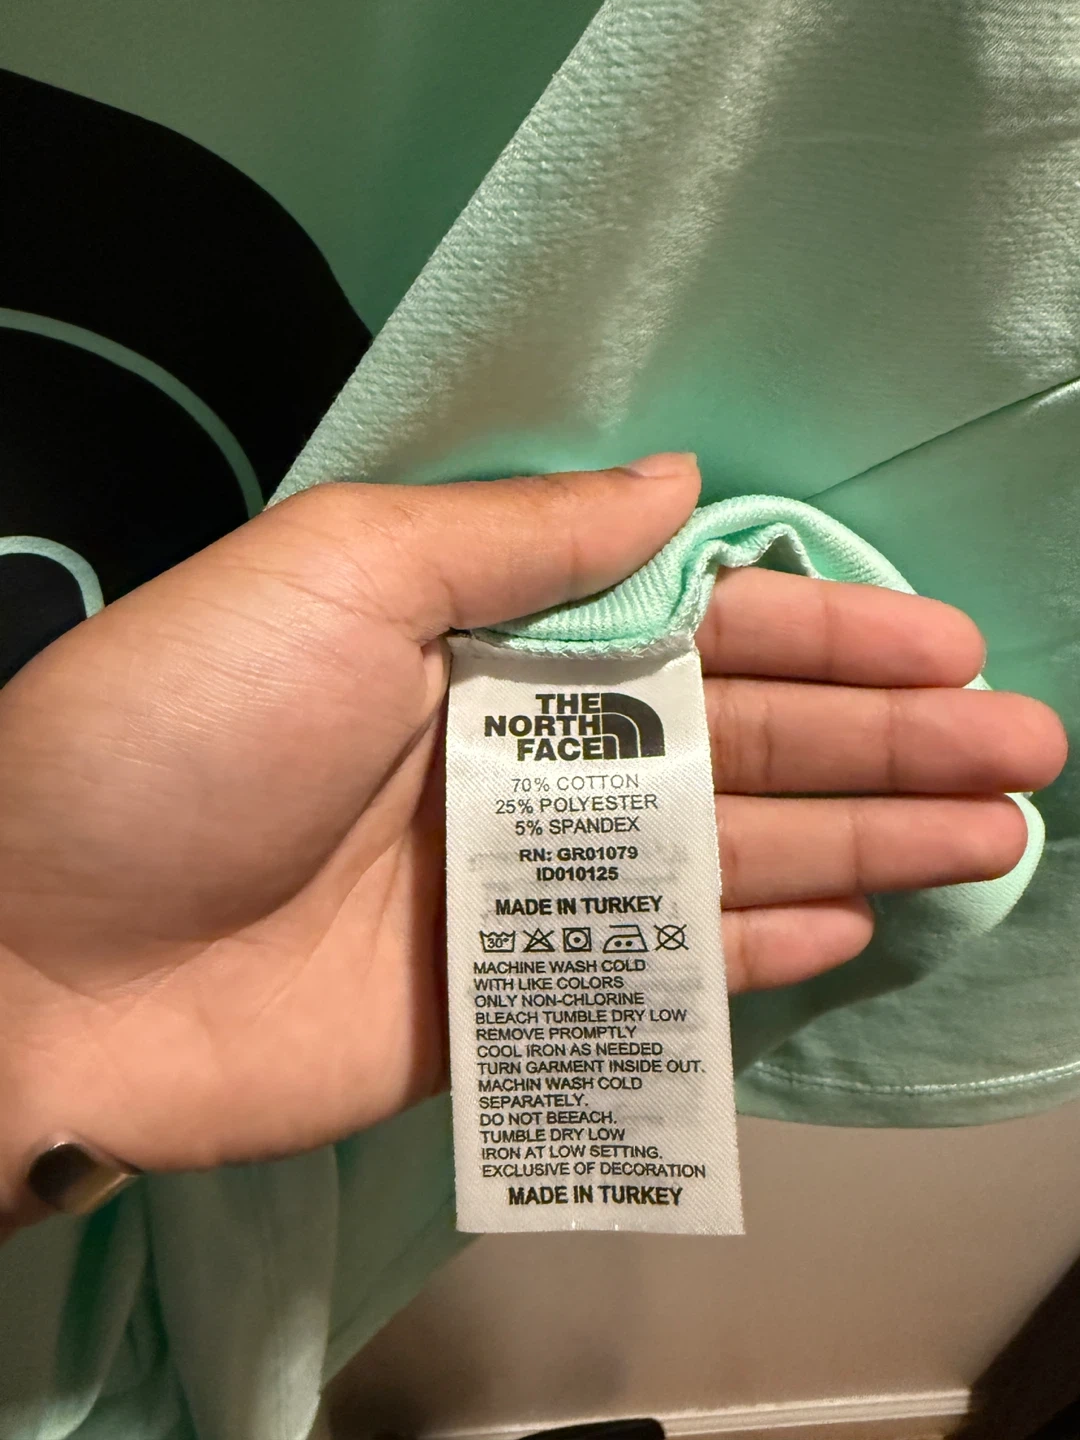 THE
NORTH
FACE
70% COTTON
25% POLYESTER
5% SPANDEX
RN: GR01079
ID010125
MADE IN TURKEY
30°
MACHINE WASH COLD
WITH LIKE COLORS
ONLY NON-CHLORINE
BLEACH TUMBLE DRY LOW
REMOVE PROMPTLY
COOL IRON AS NEEDED
TURN GARMENT INSIDE OUT.
MACHIN WASH COLD
SEPARATELY.
DO NOT BEEACH.
TUMBLE DRY LOW
IRON AT LOW SETTING.
EXCLUSIVE OF DECORATION
MADE IN TURKEY